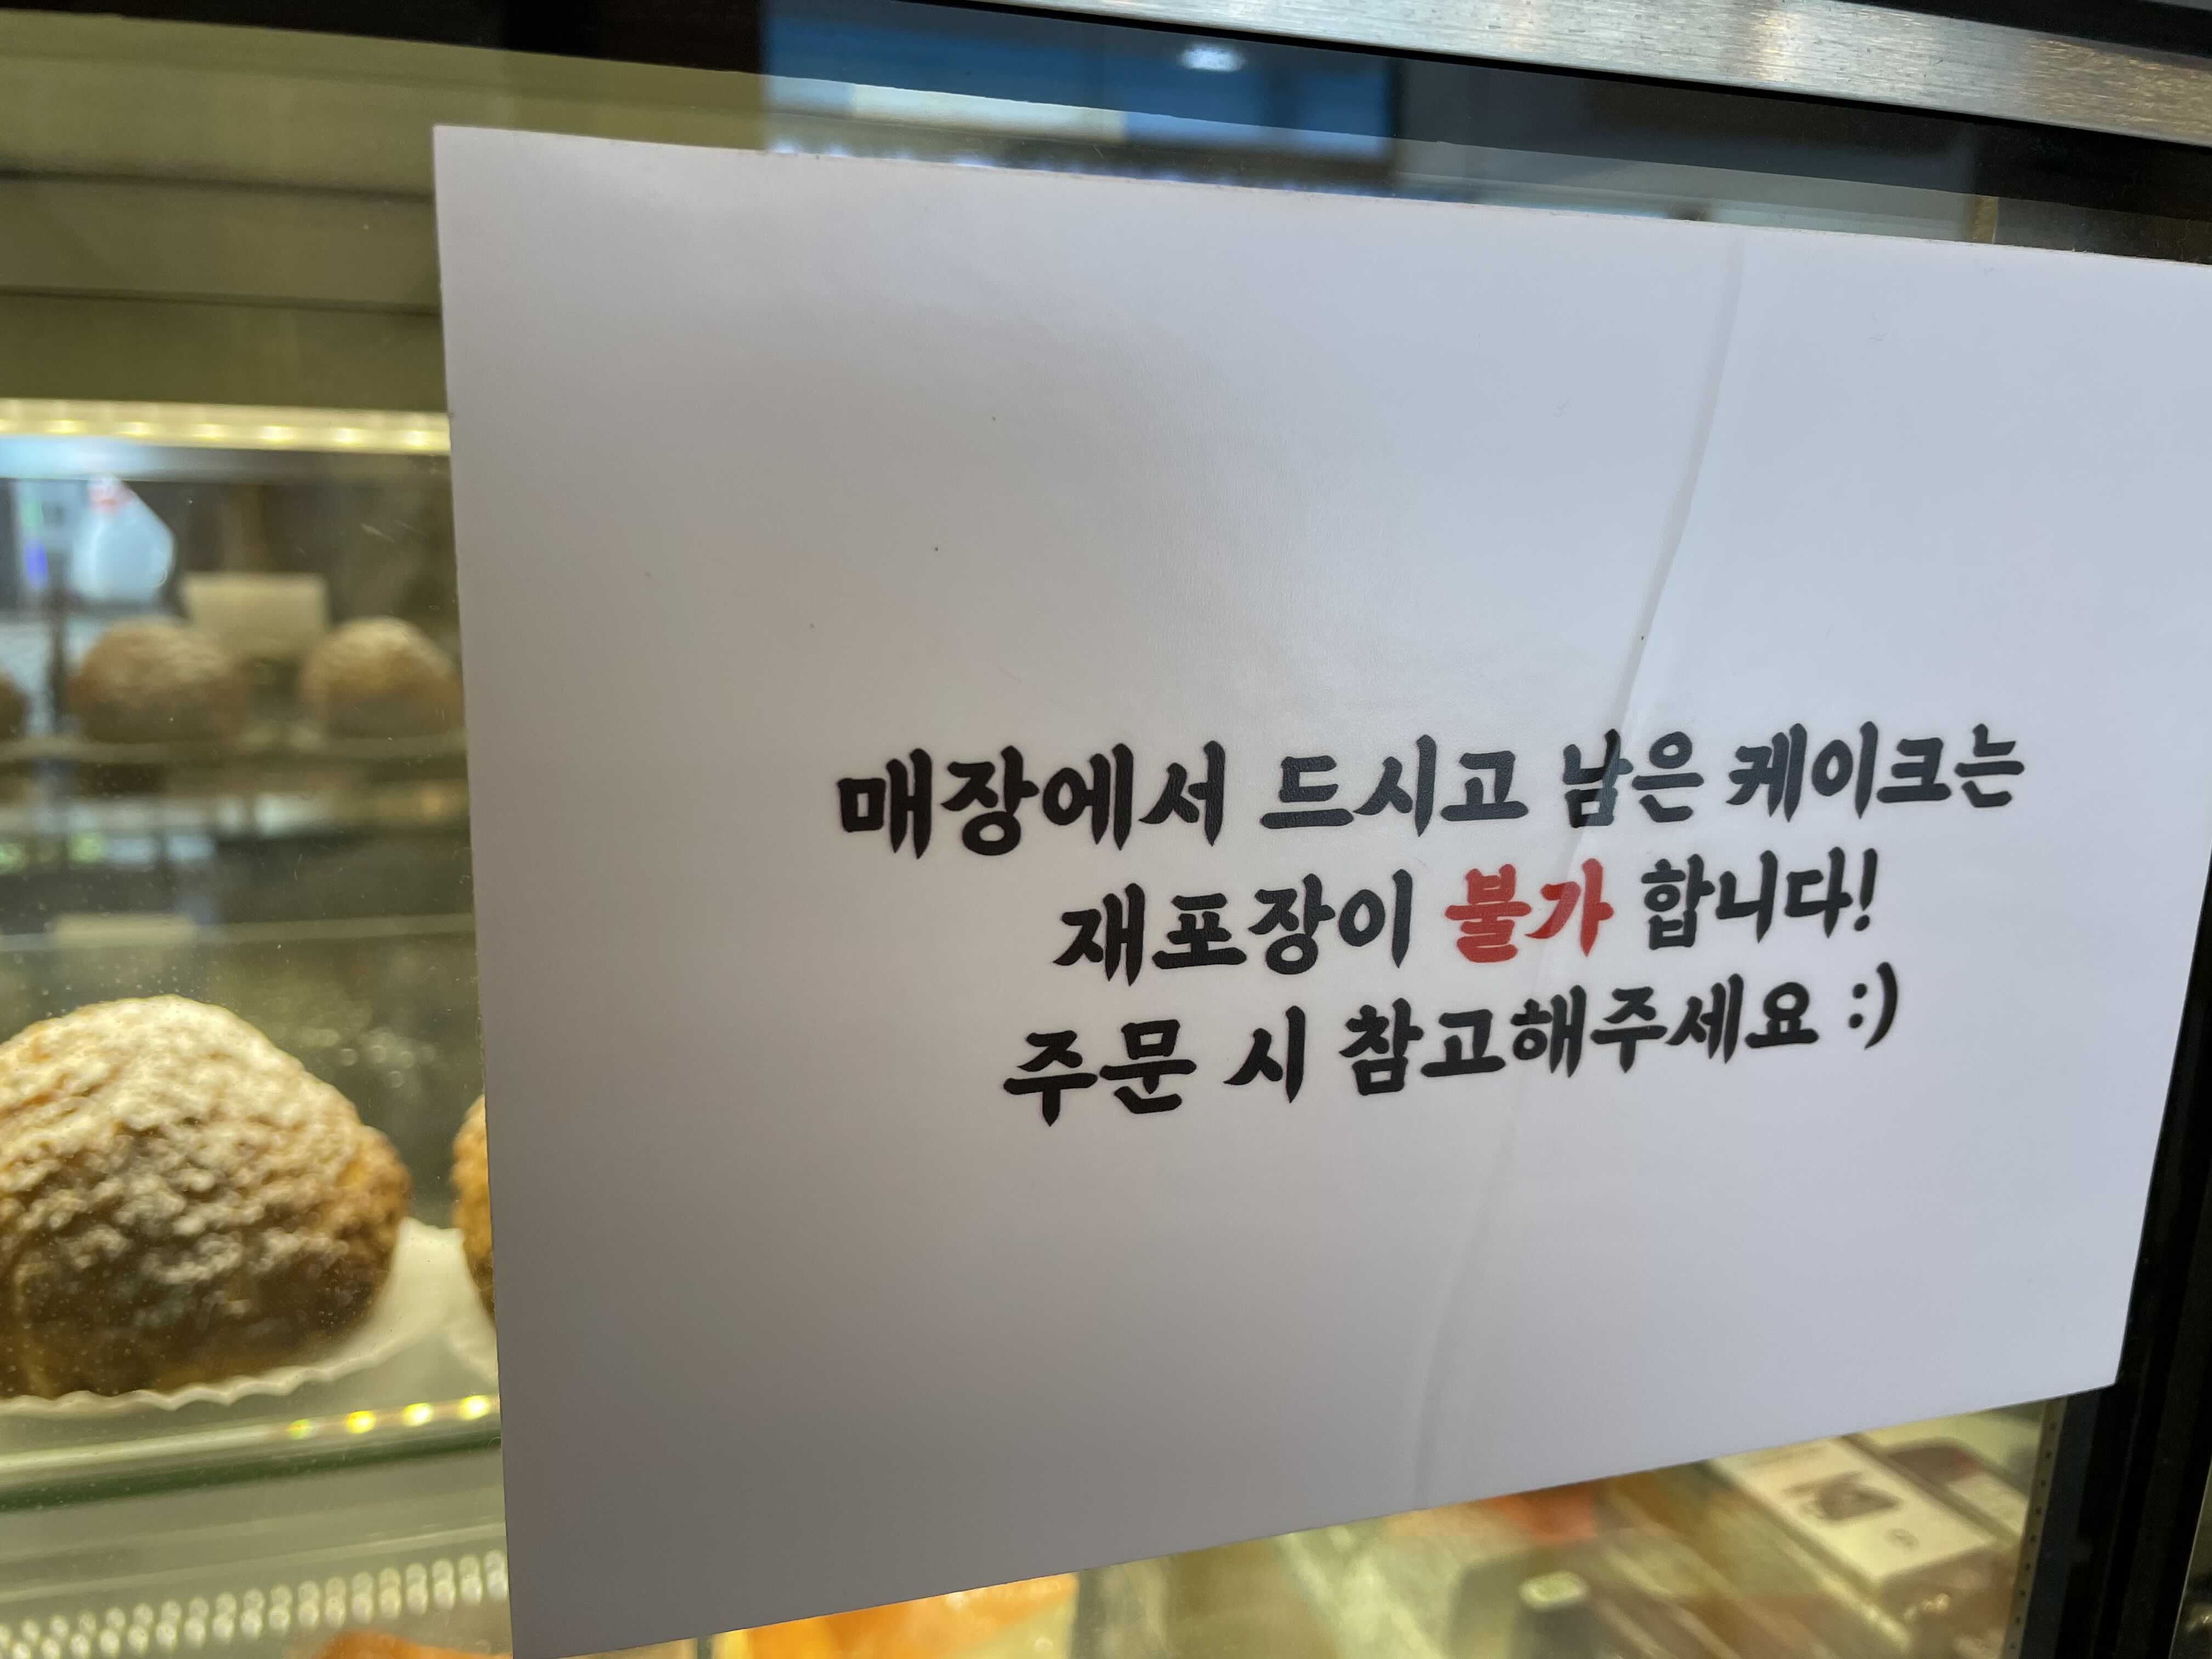 매장에서 드시고 남은 케이크는
재포장이 불가 합니다!
주문 시 참고해주세요 :)